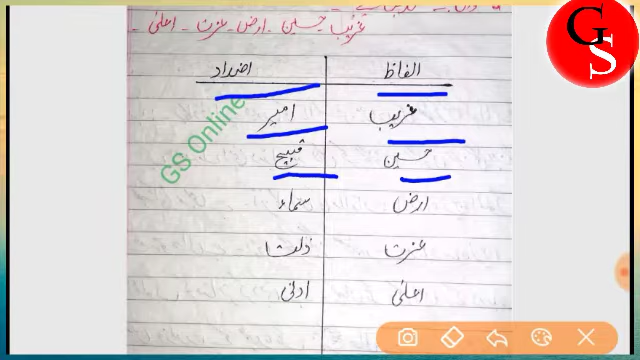 غریب، حسین، ارض۔ عزت۔ اعلیٰ۔
الفاظ اضداد
غریب امیر
حسین قبیح
ارض سماء
عزت ذلت
اعلیٰ ادنیٰ
GS Online
GS